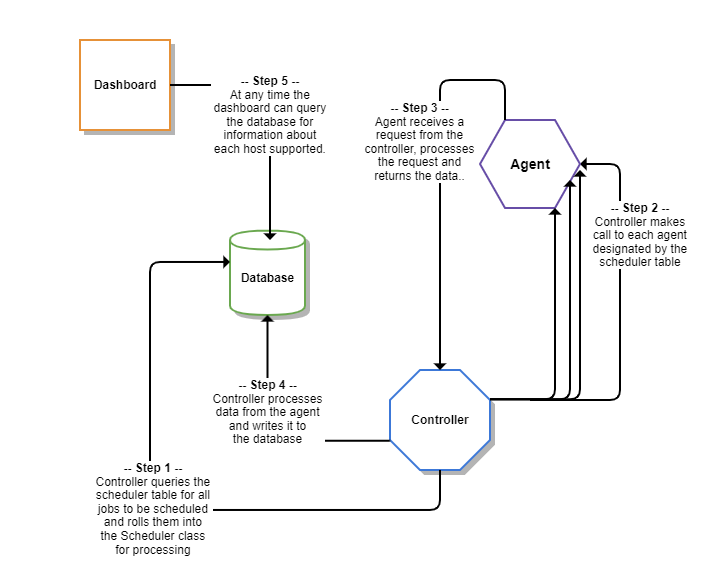 Dashboard
-- Step 5 --
At any time the
dashboard can query
the database for
information about
each host supported.
-- Step 3 --
Agent receives a
request from the
controller, processes
the request and
returns the data..
Agent
-- Step 2 --
Controller makes
call to each agent
designated by the
scheduler table
Database
-- Step 4 --
Controller processes
data from the agent
and writes it to
the database
Controller
-- Step 1 --
Controller queries the
scheduler table for all
jobs to be scheduled
and rolls them into
the Scheduler class
for processing